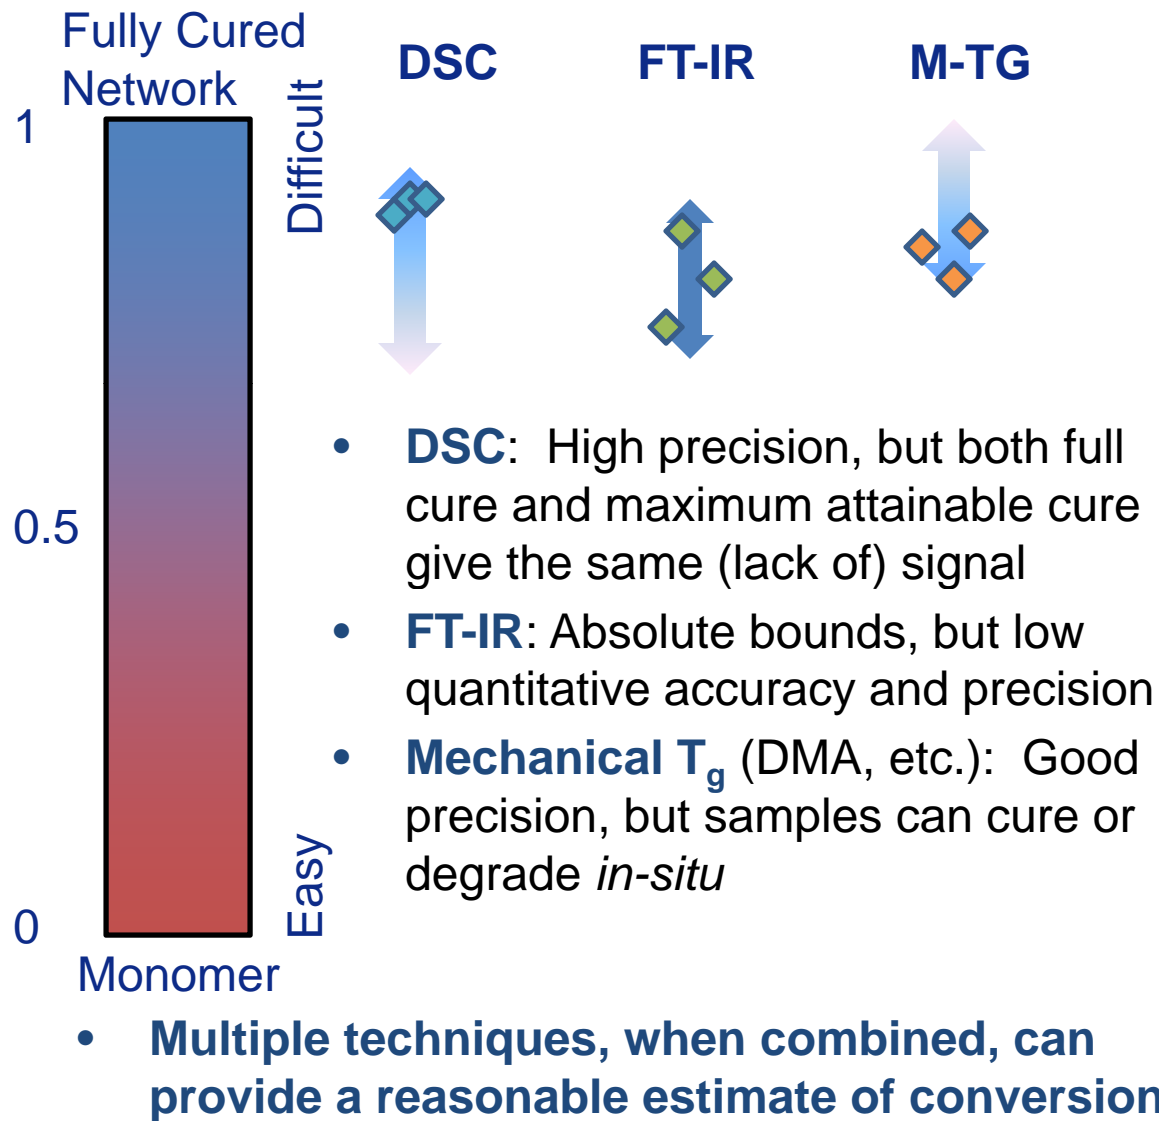 Fully Cured
Network
1
Difficult
DSC
FT-IR
M-TG
0.5
Easy
0
Monomer
• DSC: High precision, but both full
cure and maximum attainable cure
give the same (lack of) signal
• FT-IR: Absolute bounds, but low
quantitative accuracy and precision
• Mechanical Tg (DMA, etc.): Good
precision, but samples can cure or
degrade in-situ
• Multiple techniques, when combined, can
provide a reasonable estimate of conversion